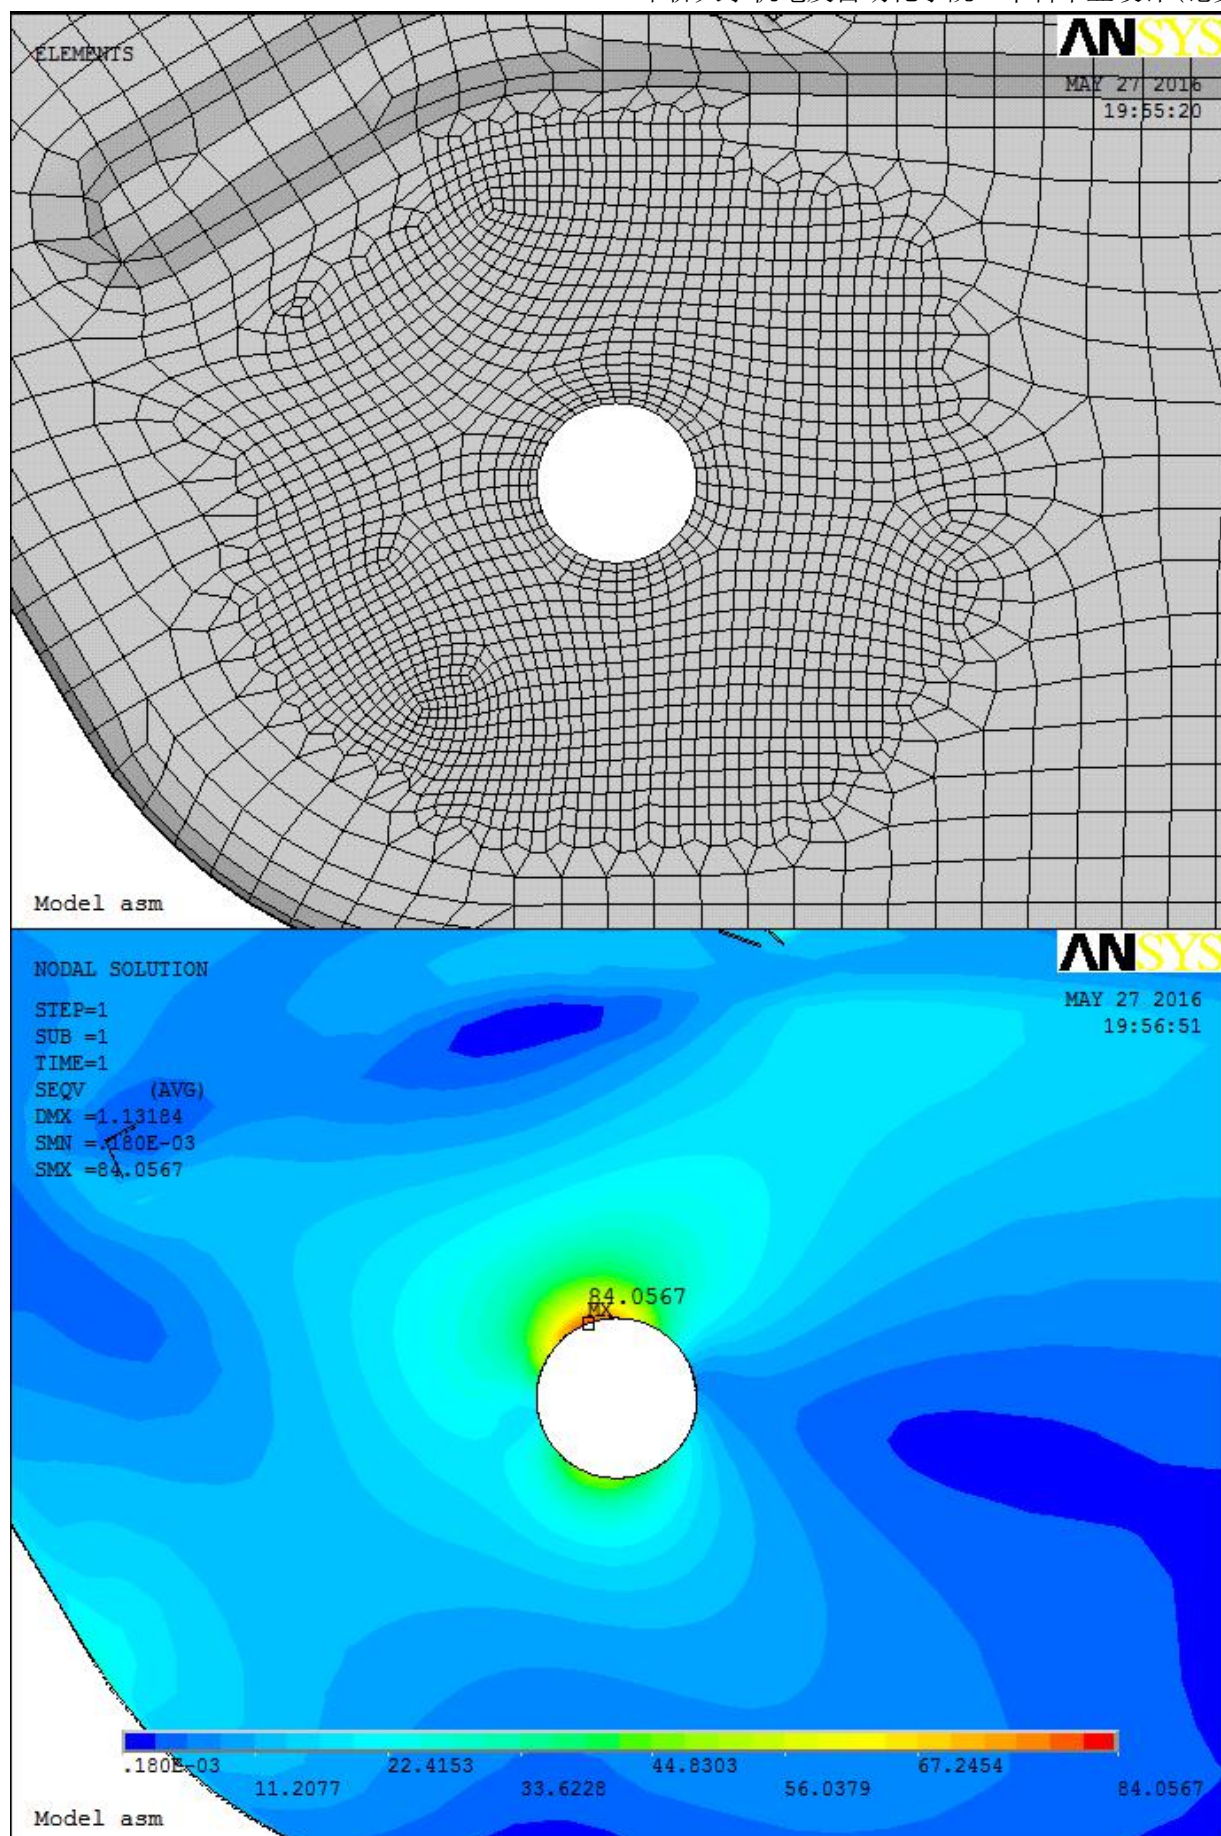 ELEMENTS
ANSYS
MAY 27 2016
19:55:20
Model asm
NODAL SOLUTION
STEP=1
SUB =1
TIME=1
SEQV (AVG)
DMX =1.13184
SMN =.180E-03
SMX =84.0567
ANSYS
MAY 27 2016
19:56:51
84.0567
MX
.180E-03
11.2077
22.4153
33.6228
44.8303
56.0379
67.2454
84.0567
Model asm